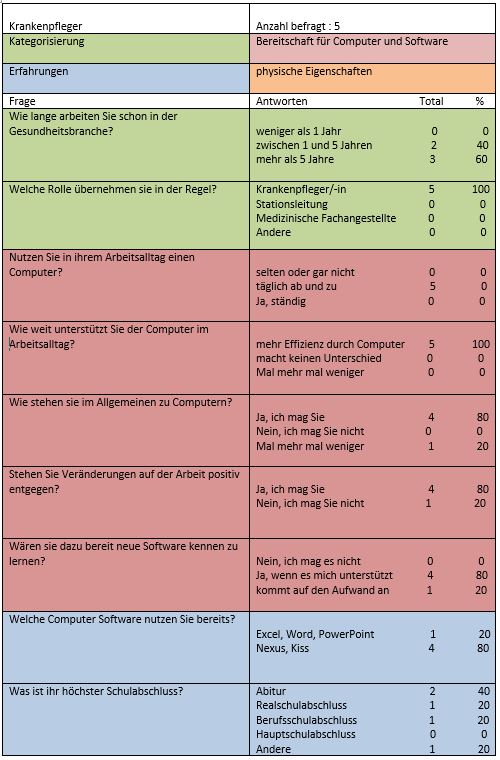 Krankenpfleger Anzahl befragt : 5
Kategorisierung Bereitschaft für Computer und Software
Erfahrungen physische Eigenschaften
Frage Antworten Total %
Wie lange arbeiten Sie schon in der
Gesundheitsbranche? weniger als 1 Jahr 0 0
zwischen 1 und 5 Jahren 2 40
mehr als 5 Jahre 3 60
Welche Rolle übernehmen sie in der Regel? Krankenpfleger/-in 5 100
Stationsleitung 0 0
Medizinische Fachangestellte 0 0
Andere 0 0
Nutzen Sie in ihrem Arbeitsalltag einen
Computer? selten oder gar nicht 0 0
täglich ab und zu 5 0
Ja, ständig 0 0
Wie weit unterstützt Sie der Computer im
Arbeitsalltag? mehr Effizienz durch Computer 5 100
macht keinen Unterschied 0 0
Mal mehr mal weniger 0 0
Wie stehen sie im Allgemeinen zu Computern?
Ja, ich mag Sie 4 80
Nein, ich mag Sie nicht 0 0
Mal mehr mal weniger 1 20
Stehen Sie Veränderungen auf der Arbeit positiv
entgegen? Ja, ich mag Sie 4 80
Nein, ich mag Sie nicht 1 20
Wären sie dazu bereit neue Software kennen zu
lernen? Nein, ich mag es nicht 0 0
Ja, wenn es mich unterstützt 4 80
kommt auf den Aufwand an 1 20
Welche Computer Software nutzen Sie bereits?
Excel, Word, PowerPoint 1 20
Nexus, Kiss 4 80
Was ist ihr höchster Schulabschluss? Abitur 2 40
Realschulabschluss 1 20
Berufsschulabschluss 1 20
Hauptschulabschluss 0 0
Andere 1 20